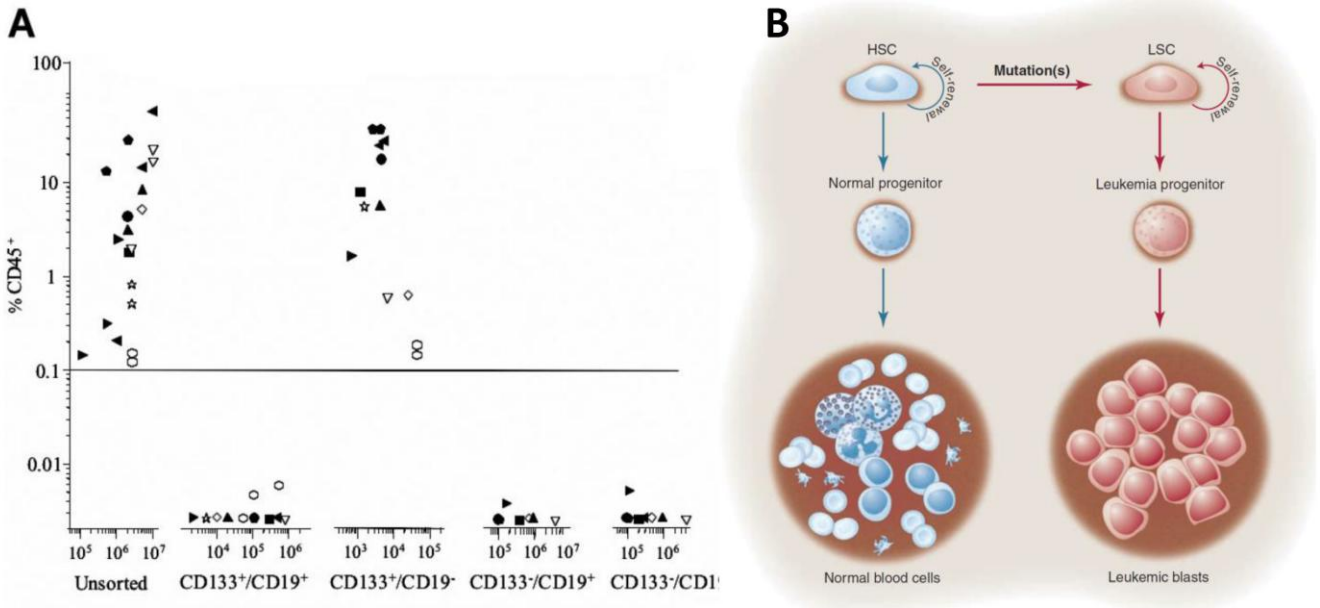 A
100
10
1
0.1
0.01
% CD45⁺
10⁵ 10⁶ 10⁷
10⁴ 10⁵ 10⁶
10³ 10⁴ 10⁵
10⁵ 10⁶ 10⁷
10⁵ 10⁶
Unsorted CD133⁺/CD19⁺ CD133⁺/CD19⁻ CD133⁻/CD19⁺ CD133⁻/CD19
B
HSC
Self-renewal
Mutation(s)
LSC
Self-renewal
Normal progenitor
Leukemia progenitor
Normal blood cells
Leukemic blasts